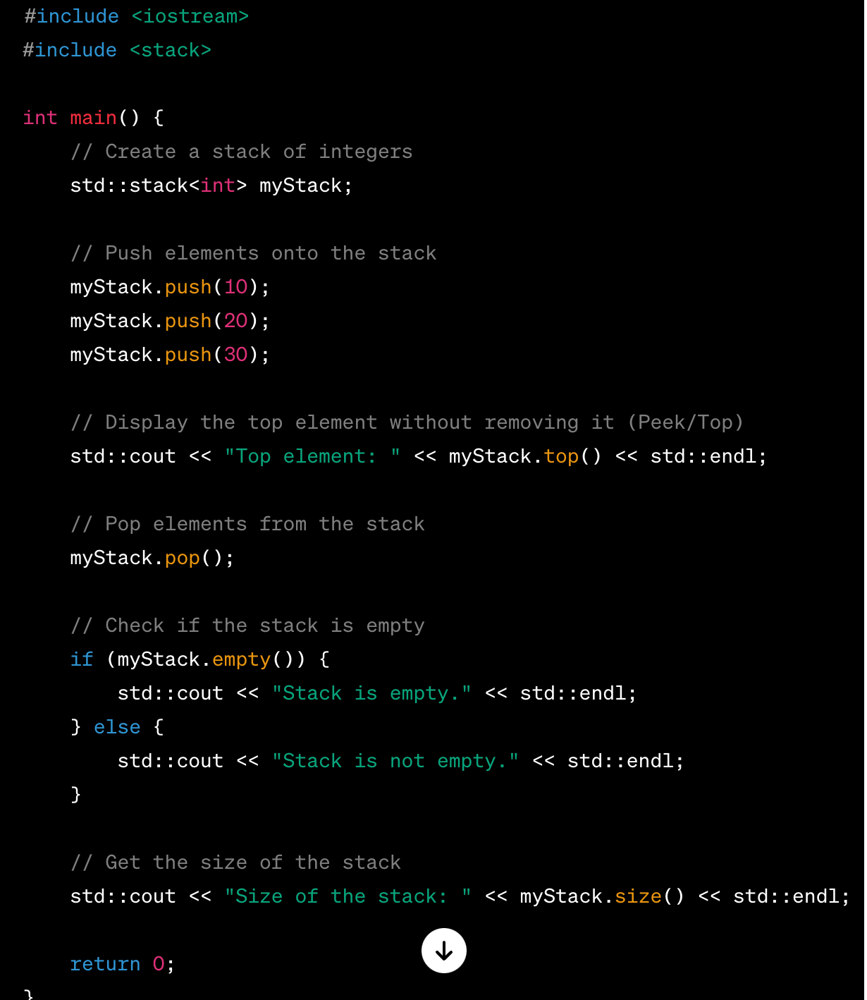 #include <iostream>
#include <stack>

int main() {
    // Create a stack of integers
    std::stack<int> myStack;

    // Push elements onto the stack
    myStack.push(10);
    myStack.push(20);
    myStack.push(30);

    // Display the top element without removing it (Peek/Top)
    std::cout << "Top element: " << myStack.top() << std::endl;

    // Pop elements from the stack
    myStack.pop();

    // Check if the stack is empty
    if (myStack.empty()) {
        std::cout << "Stack is empty." << std::endl;
    } else {
        std::cout << "Stack is not empty." << std::endl;
    }

    // Get the size of the stack
    std::cout << "Size of the stack: " << myStack.size() << std::endl;

    return 0;
}